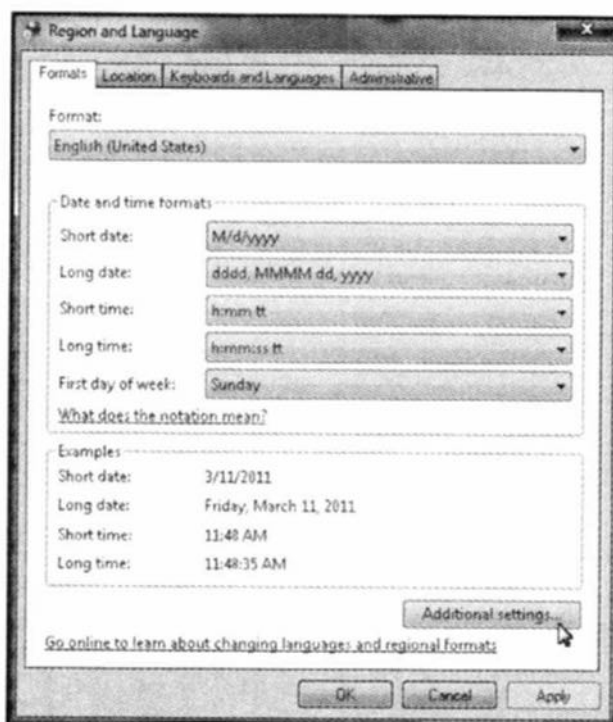 Region and Language
Formats Location Keyboards and Languages Administrative
Format:
English (United States)
Date and time formats
Short date: M/d/yyyy
Long date: dddd, MMMM dd, yyyy
Short time: h:mm tt
Long time: h:mm:ss tt
First day of week: Sunday
What does the notation mean?
Examples
Short date: 3/11/2011
Long date: Friday, March 11, 2011
Short time: 11:48 AM
Long time: 11:48:35 AM
Additional settings...
Go online to learn about changing languages and regional formats
OK Cancel Apply